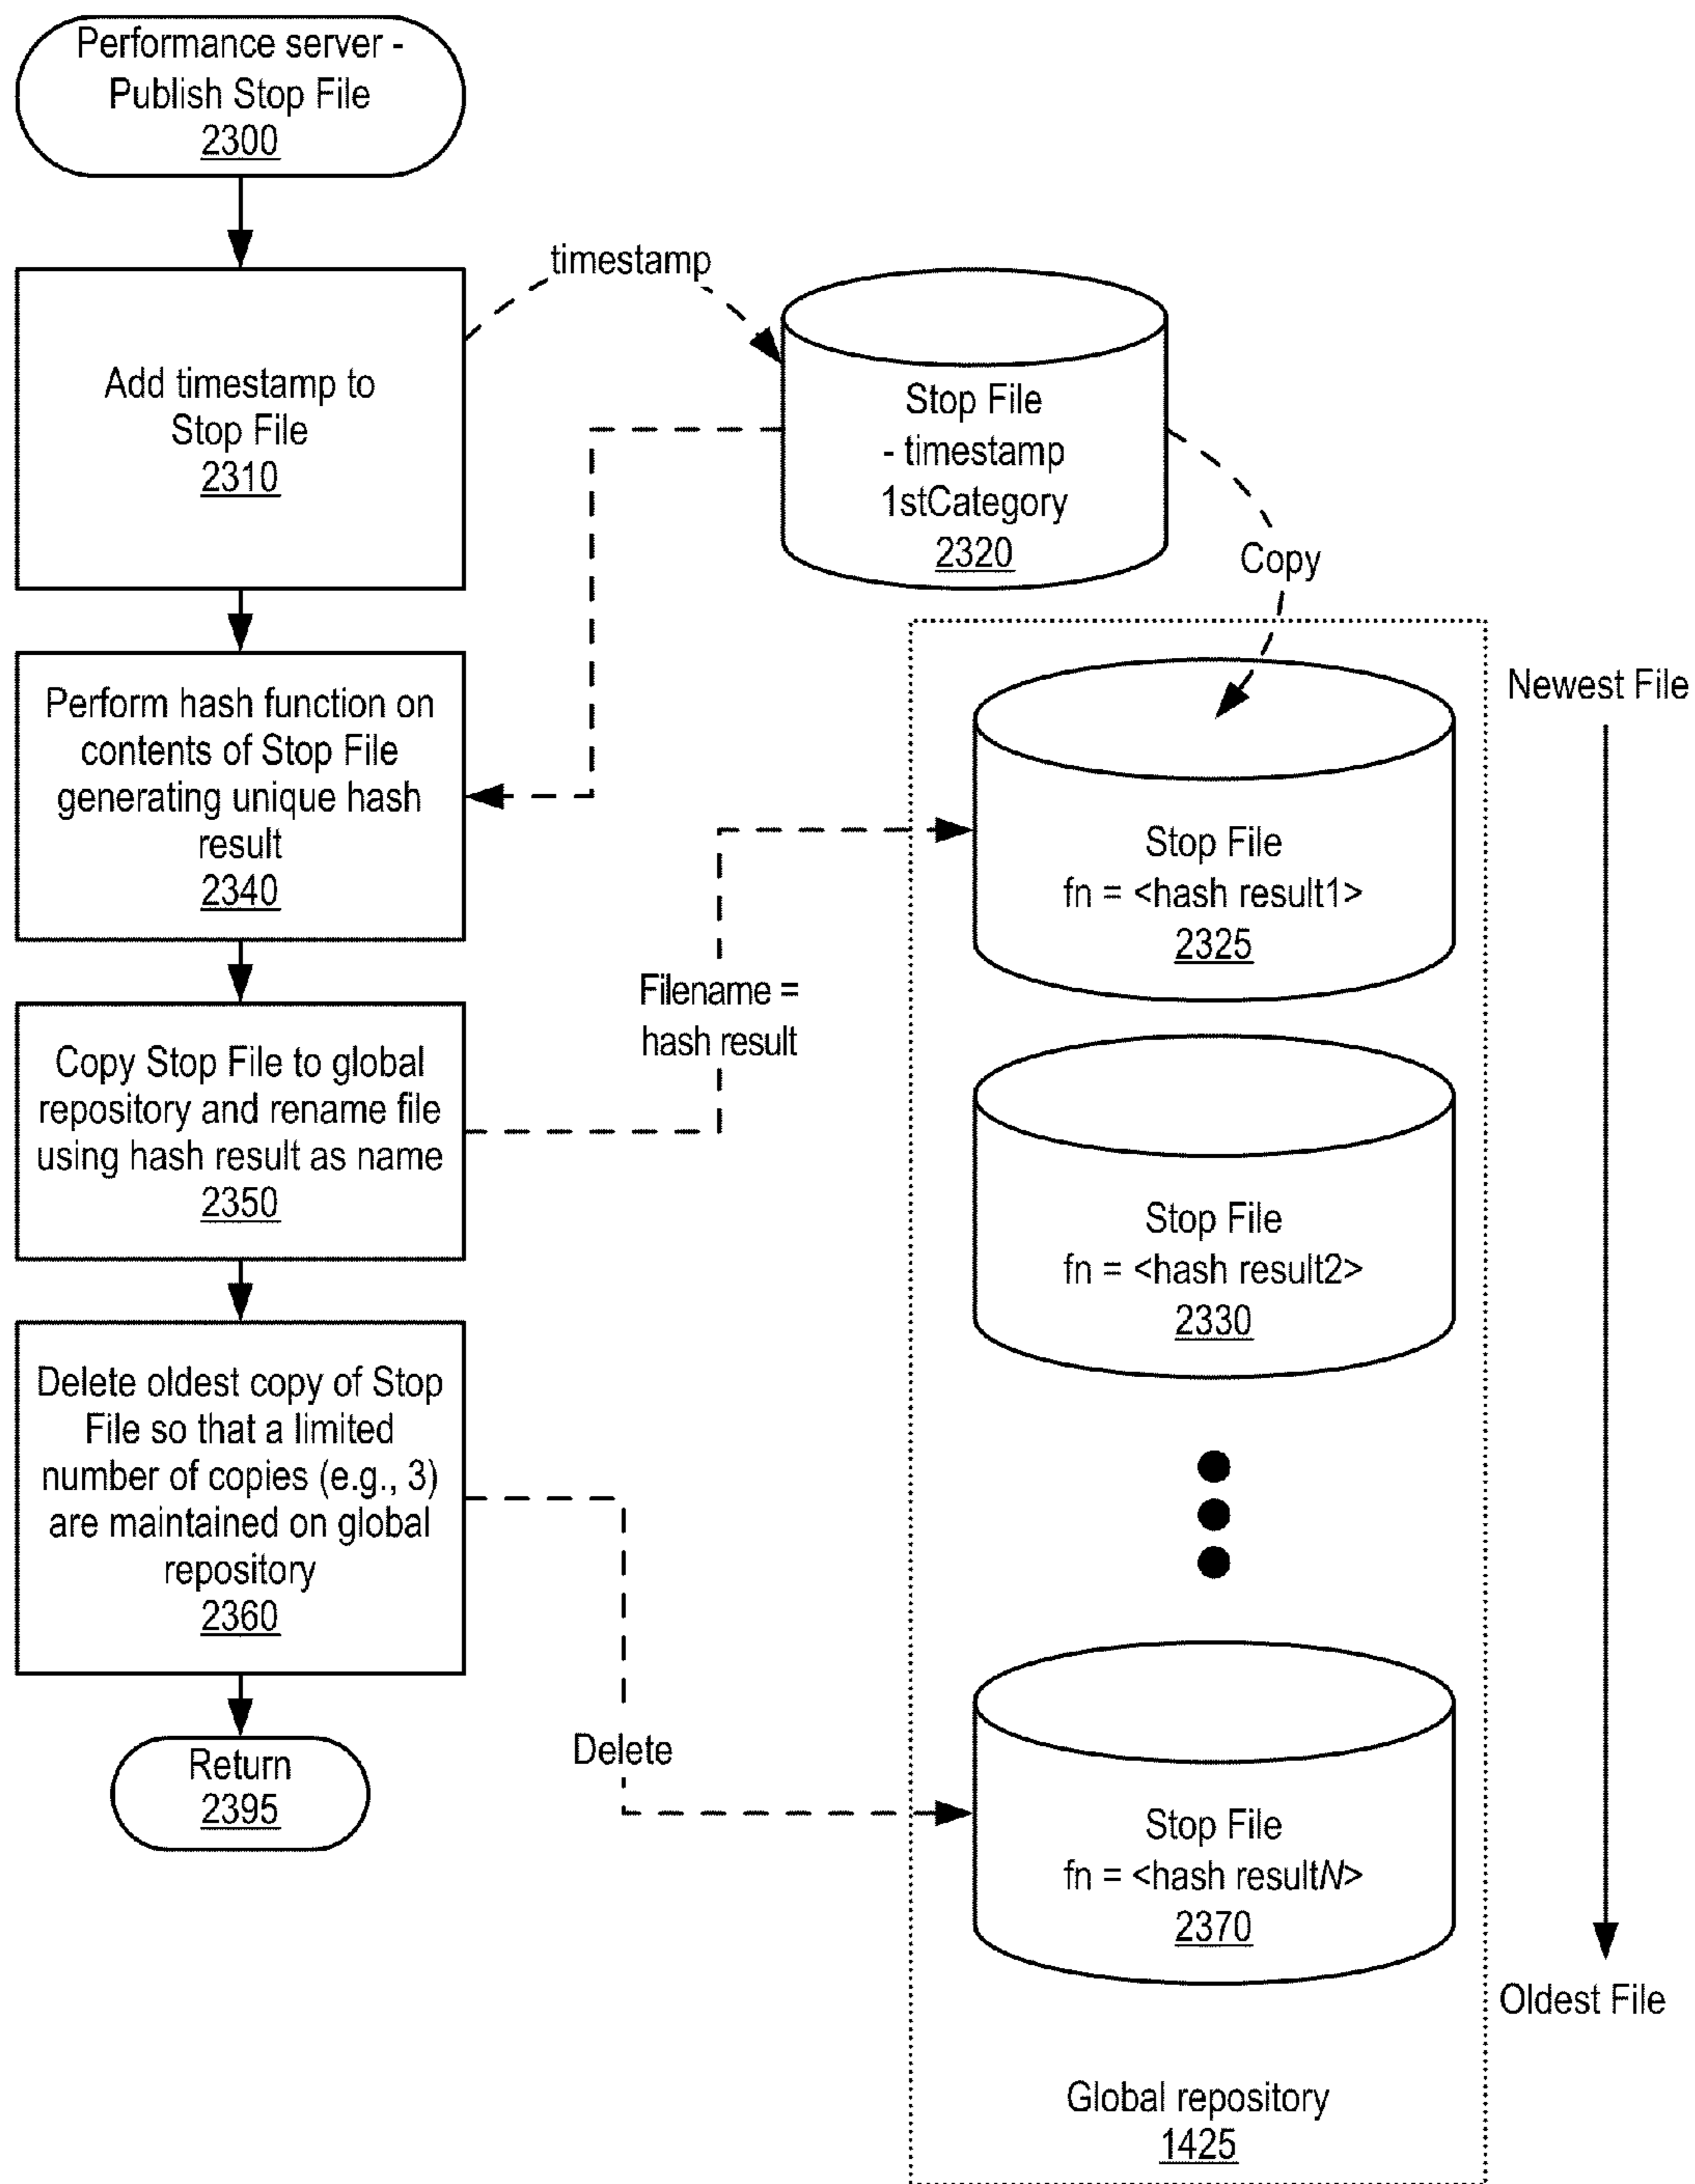 Performance server -
Publish Stop File
2300
timestamp
Add timestamp to
Stop File
2310
Stop File
- timestamp
1stCategory
2320
Copy
Perform hash function on
contents of Stop File
generating unique hash
result
2340
Newest File
Stop File
fn = <hash result1>
2325
Filename =
hash result
Copy Stop File to global
repository and rename file
using hash result as name
2350
Stop File
fn = <hash result2>
2330
Delete oldest copy of Stop
File so that a limited
number of copies (e.g., 3)
are maintained on global
repository
2360
Delete
Return
2395
Stop File
fn = <hash resultN>
2370
Oldest File
Global repository
1425